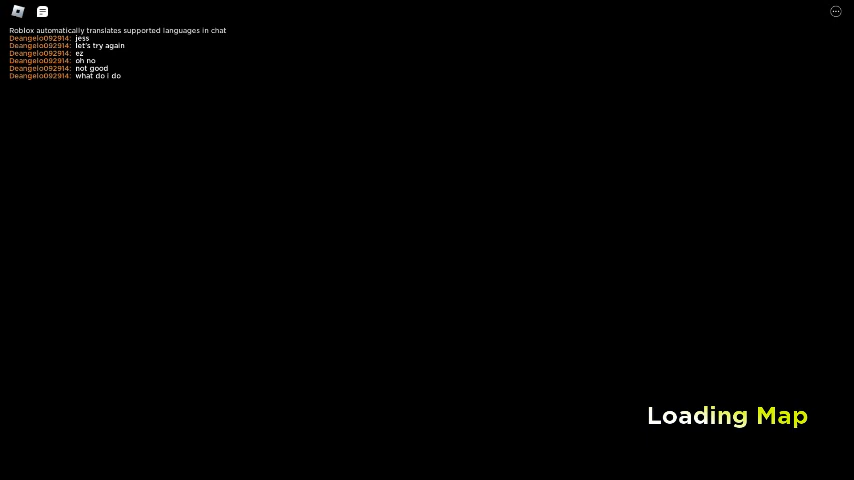 Roblox automatically translates supported languages in chat
Deangelo092914: jess
Deangelo092914: let's try again
Deangelo092914: ez
Deangelo092914: oh no
Deangelo092914: not good
Deangelo092914: what do i do
Loading Map